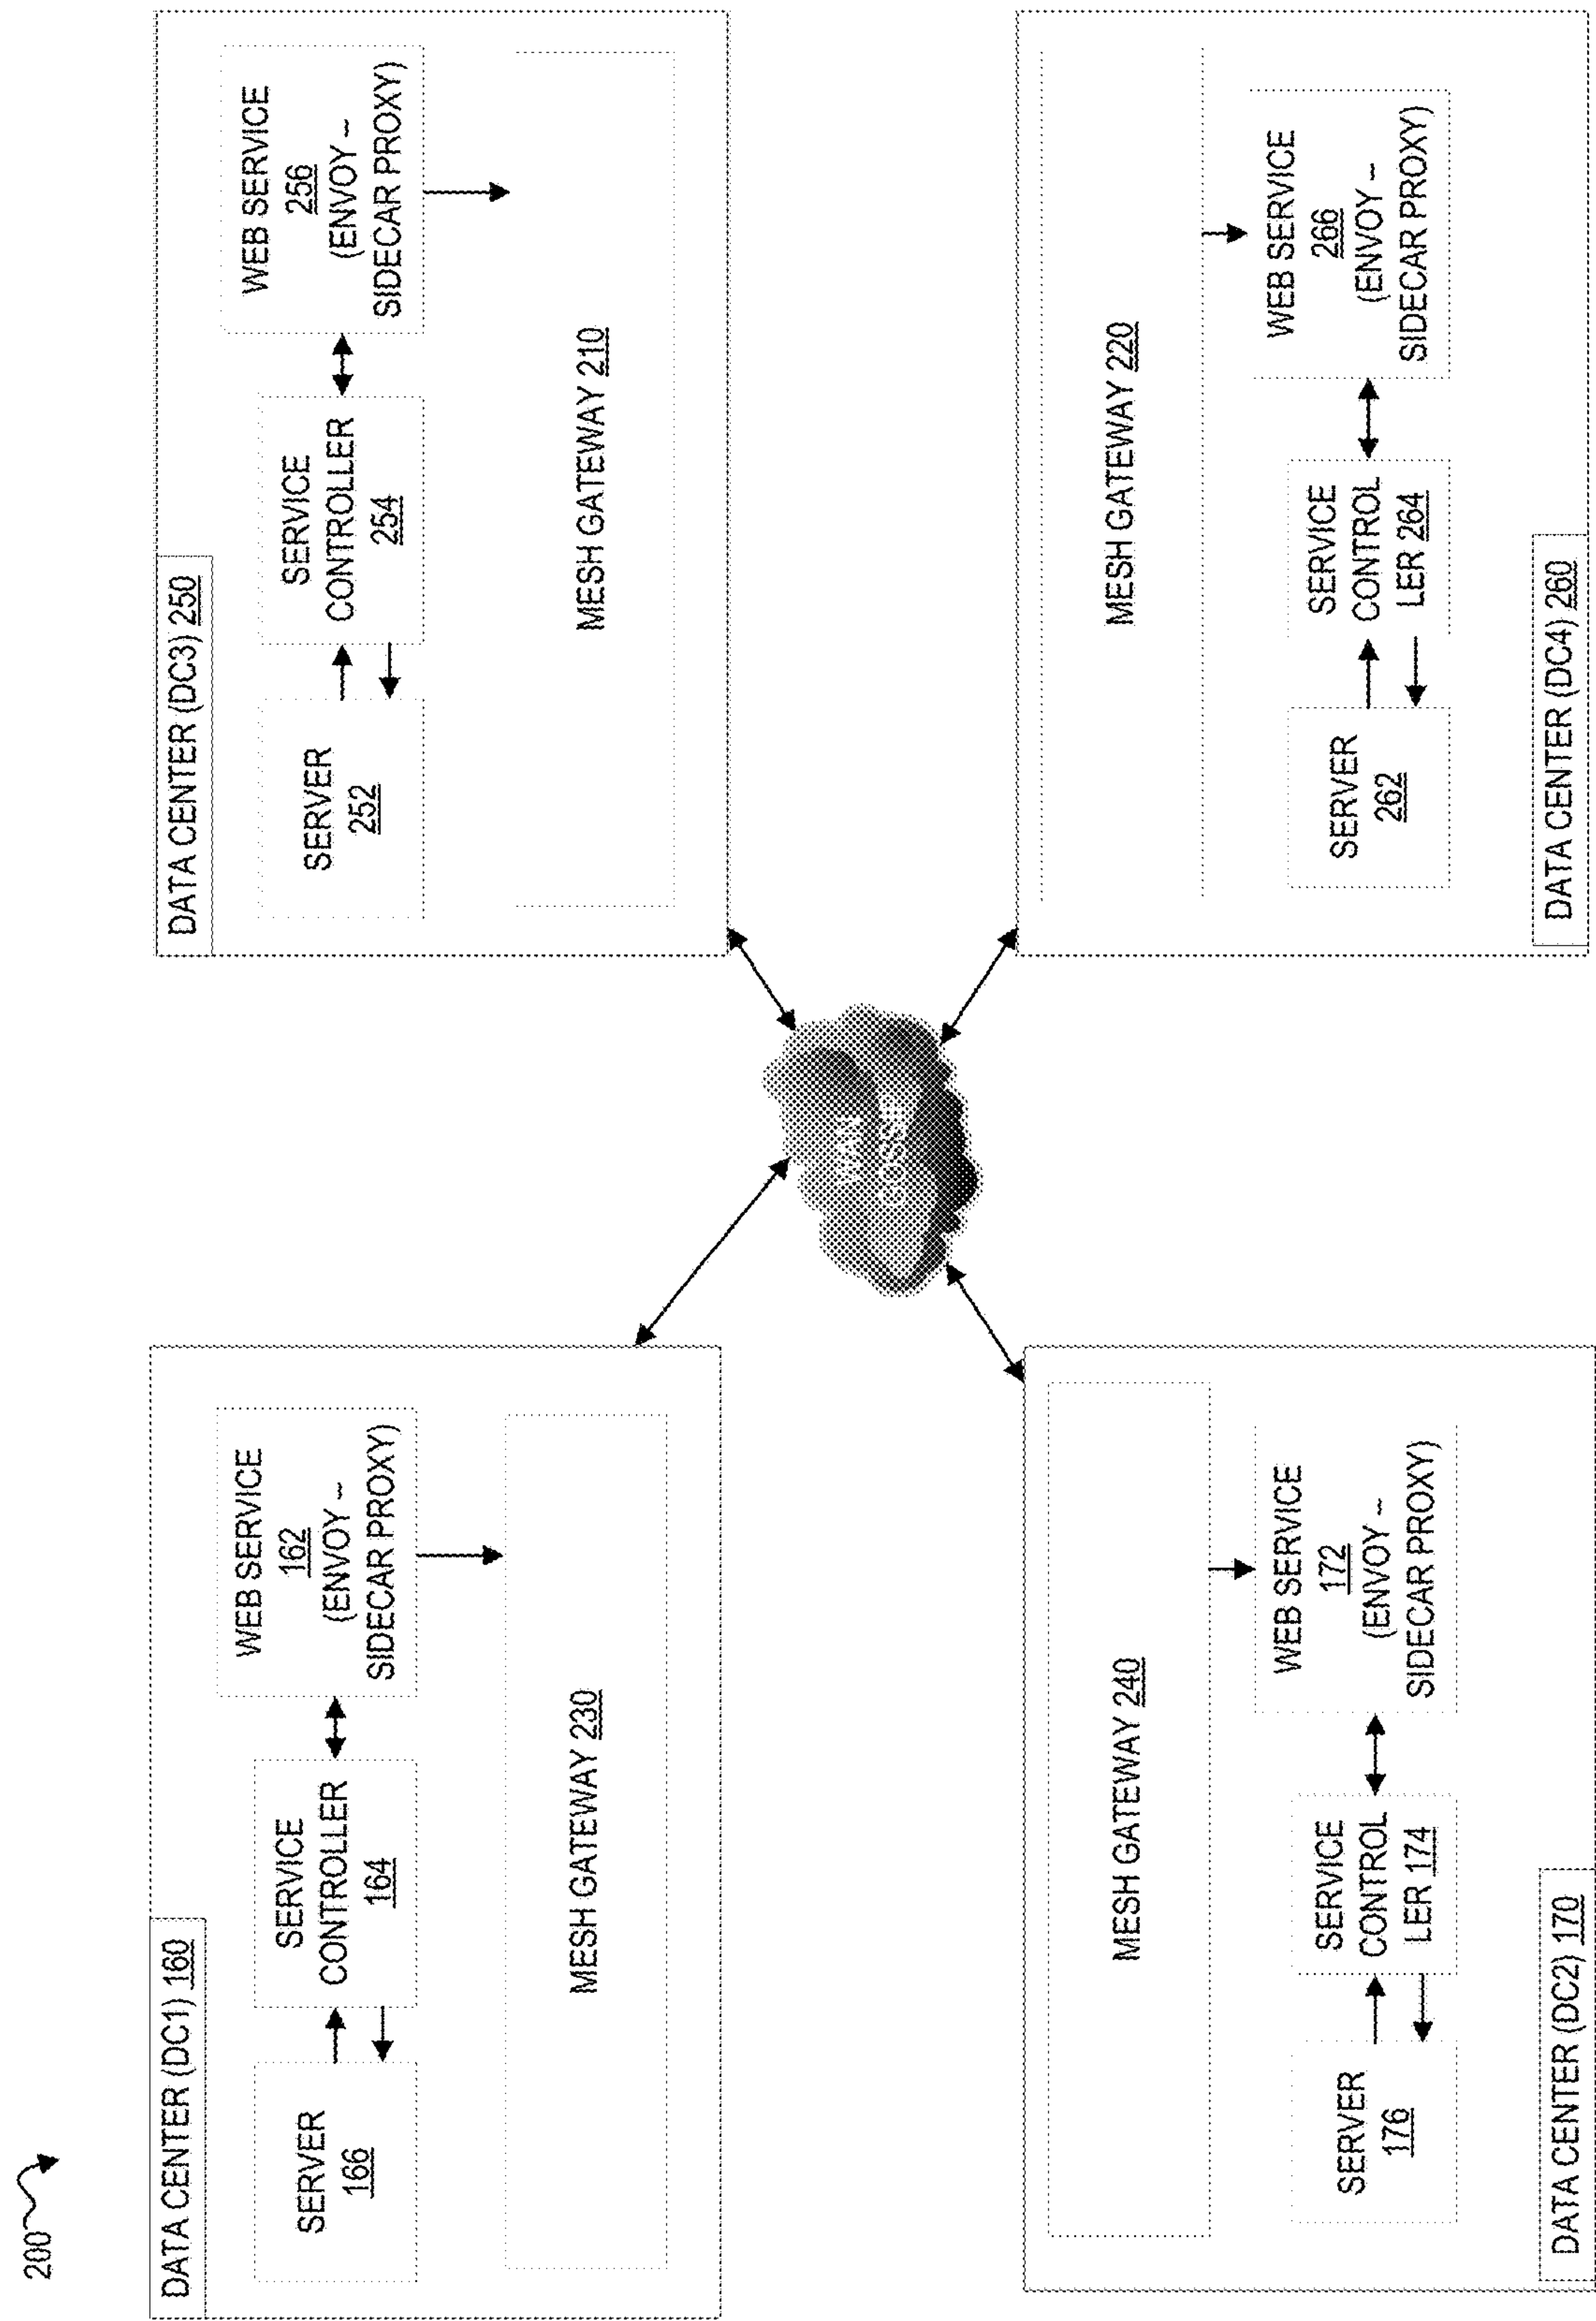 200
DATA CENTER (DC1) 160
SERVER
166
SERVICE
CONTROLLER
164
WEB SERVICE
162
(ENVOY –
SIDECAR PROXY)
MESH GATEWAY 230
DATA CENTER (DC3) 250
SERVER
252
SERVICE
CONTROLLER
254
WEB SERVICE
256
(ENVOY –
SIDECAR PROXY)
MESH GATEWAY 210
MESH GATEWAY 240
SERVER
176
SERVICE
CONTROL
LER 174
WEB SERVICE
172
(ENVOY –
SIDECAR PROXY)
DATA CENTER (DC2) 170
MESH GATEWAY 220
SERVER
262
SERVICE
CONTROL
LER 264
WEB SERVICE
266
(ENVOY –
SIDECAR PROXY)
DATA CENTER (DC4) 260